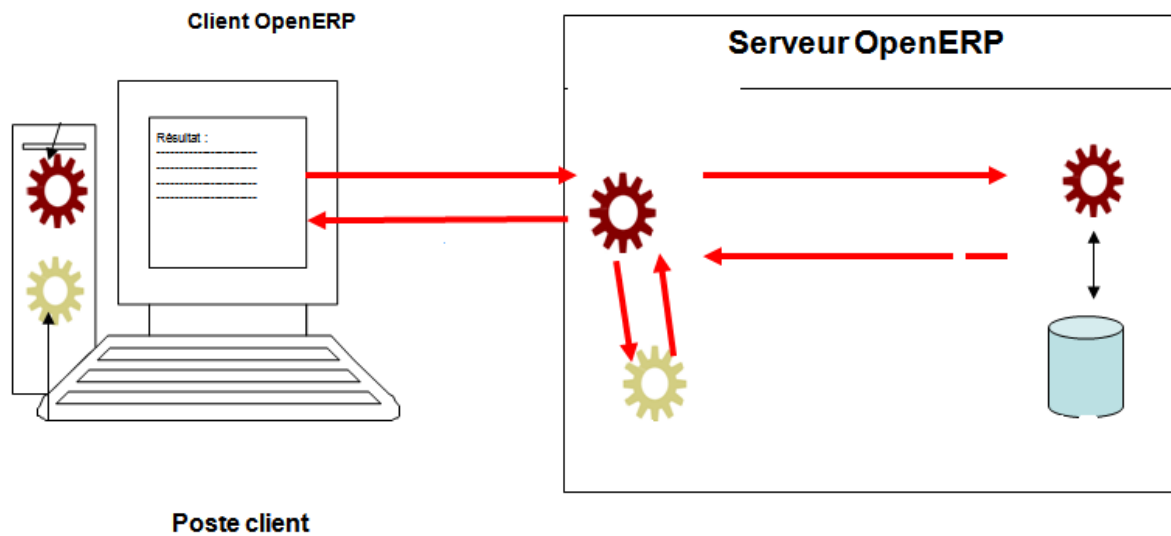 Client OpenERP
Serveur OpenERP
Résultat :
Poste client